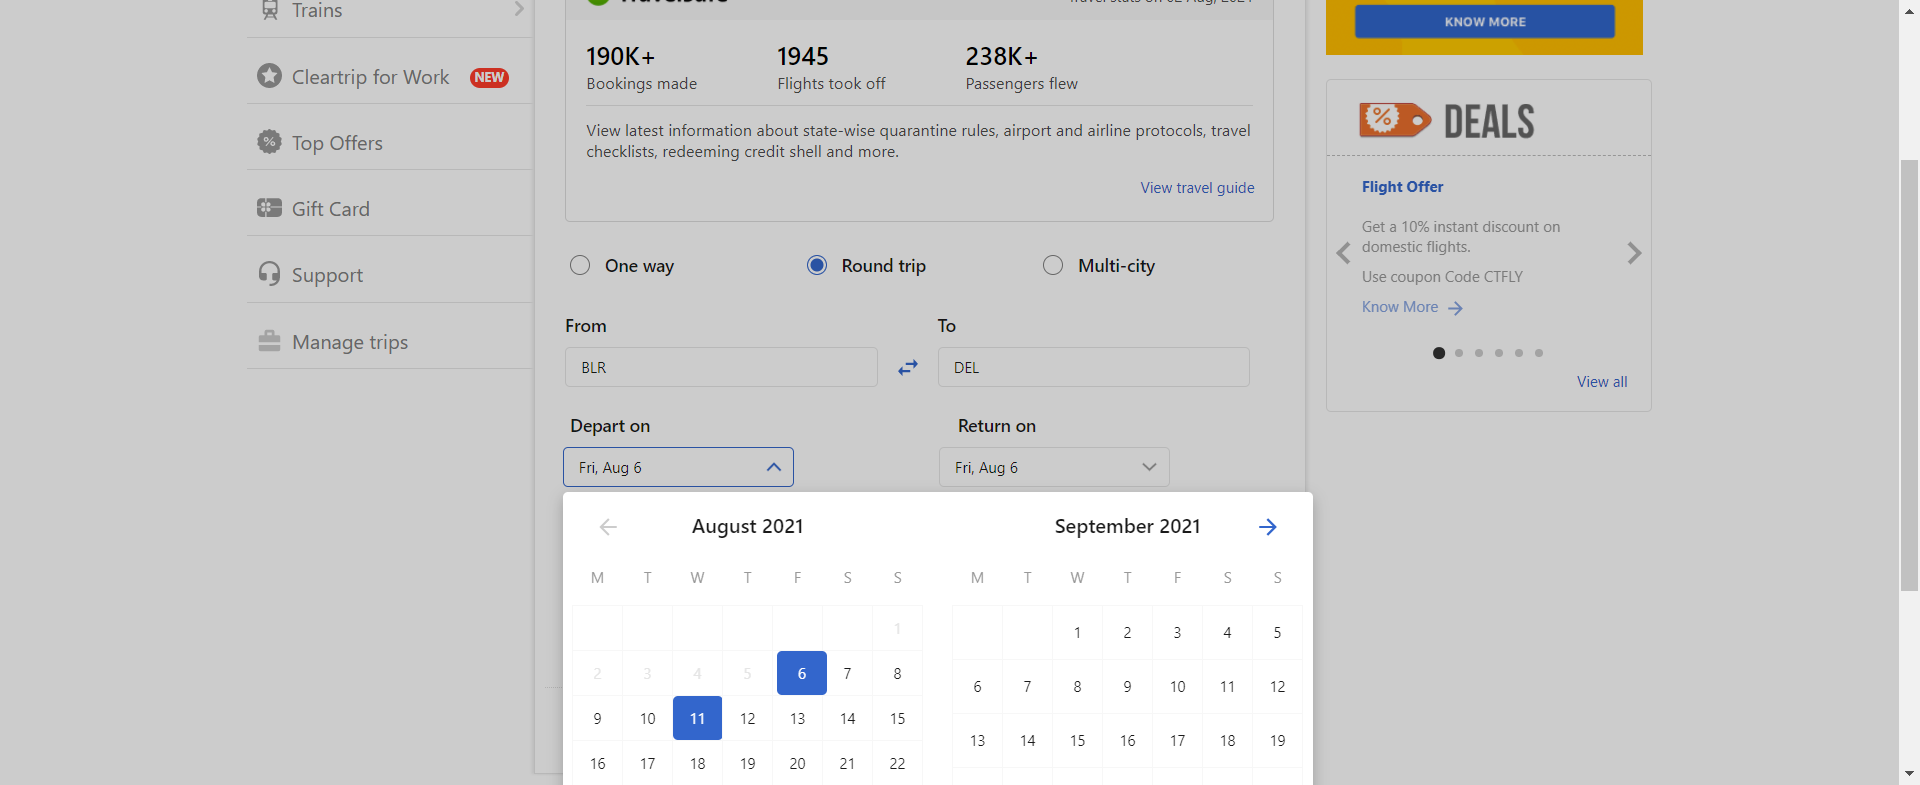 Trains
Cleartrip for Work NEW
Top Offers
Gift Card
Support
Manage trips
190K+ 1945 238K+
Bookings made Flights took off Passengers flew
View latest information about state-wise quarantine rules, airport and airline protocols, travel
checklists, redeeming credit shell and more.
View travel guide
One way Round trip Multi-city
From To
BLR DEL
Depart on Return on
Fri, Aug 6 Fri, Aug 6
August 2021
M T W T F S S
1
2 3 4 5 6 7 8
9 10 11 12 13 14 15
16 17 18 19 20 21 22
September 2021
M T W T F S S
1 2 3 4 5
6 7 8 9 10 11 12
13 14 15 16 17 18 19
KNOW MORE
% DEALS
Flight Offer
Get a 10% instant discount on
domestic flights.
Use coupon Code CTFLY
Know More
View all